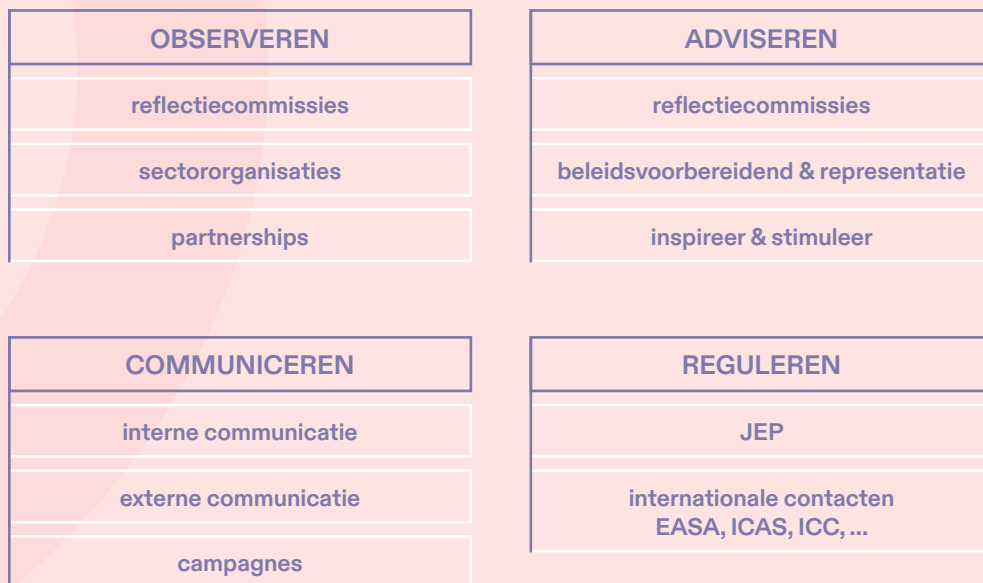 OBSERVEREN
reflectiecommissies
sectororganisaties
partnerships
ADVISEREN
reflectiecommissies
beleidsvoorbereidend & representatie
inspireer & stimuleer
COMMUNICEREN
interne communicatie
externe communicatie
campagnes
REGULEREN
JEP
internationale contacten
EASA, ICAS, ICC, ...